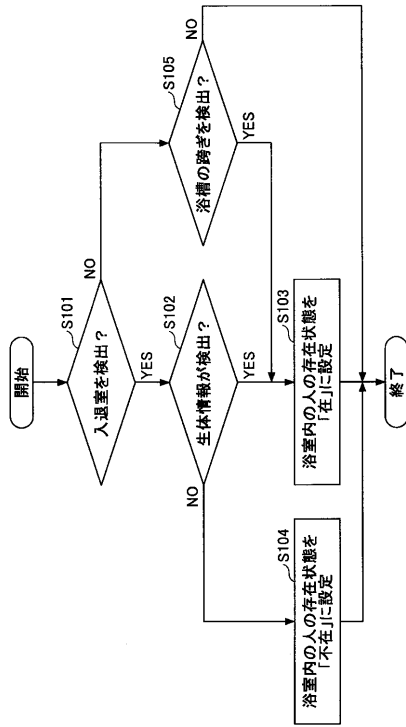 開始
S101
入退室を検出？
NO
YES
S102
生体情報が検出？
NO
YES
S105
浴槽の跨ぎを検出？
NO
YES
S103
浴室内の人の存在状態を
「在」に設定
S104
浴室内の人の存在状態を
「不在」に設定
終了